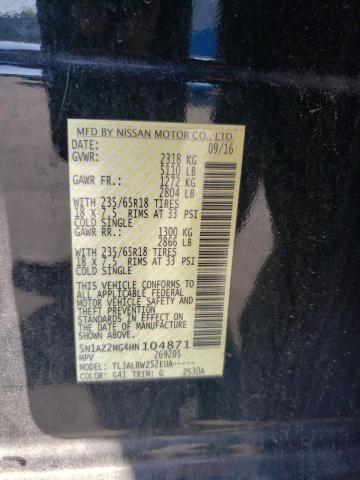 MFD BY NISSAN MOTOR CO., LTD.
DATE: 09/16
GVWR: 2318 KG
5110 LB
GAWR FR.: 1272 KG
2804 LB
WITH 235/65R18 TIRES
18 X 7.5 RIMS AT 33 PSI
COLD SINGLE
GAWR RR.: 1300 KG
2866 LB
WITH 235/65R18 TIRES
18 X 7.5 RIMS AT 33 PSI
COLD SINGLE
THIS VEHICLE CONFORMS TO
ALL APPLICABLE FEDERAL
MOTOR VEHICLE SAFETY
AND THEFT PREVENTION
STANDARDS IN EFFECT ON
THE DATE OF MANUFACTURE
SHOWN ABOVE.
5N1AZ2MG4HN104871
MPV 269205
MODEL: TLJALRWZ52EUA-----
COLOR: G41 TRIM: G 2530A